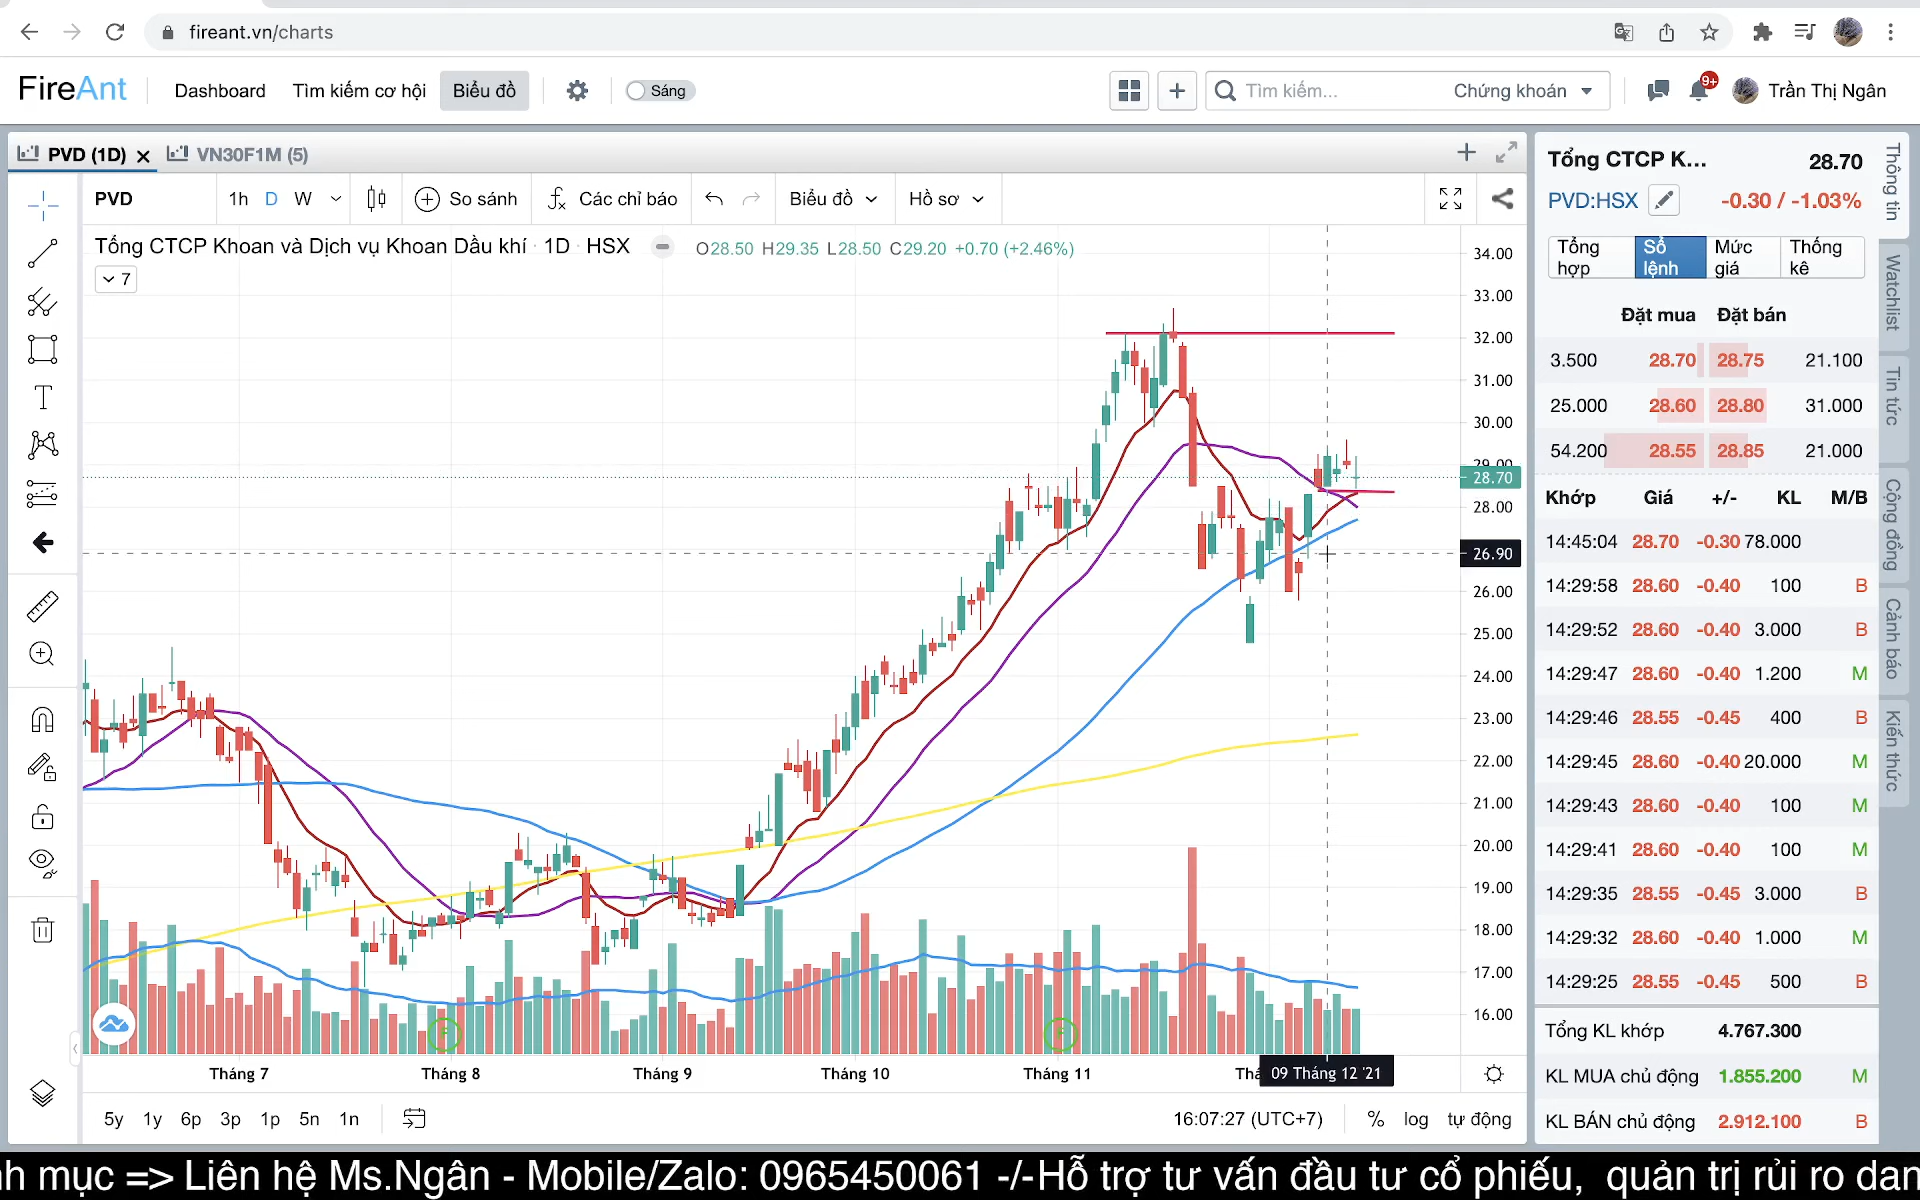 fireant.vn/charts
FireAnt Dashboard Tìm kiếm cơ hội Biểu đồ Sáng Tìm kiếm... Chứng khoán 9+ Trần Thị Ngân
PVD (1D) VN30F1M (5)
PVD 1h D W So sánh Các chỉ báo Biểu đồ Hồ sơ
Tổng CTCP Khoan và Dịch vụ Khoan Dầu khí · 1D · HSX O28.50 H29.35 L28.50 C29.20 +0.70 (+2.46%)
7
34.00
33.00
32.00
31.00
30.00
29.00
28.70
28.00
26.90
26.00
25.00
24.00
23.00
22.00
21.00
20.00
19.00
18.00
17.00
16.00
F F
Tháng 7 Tháng 8 Tháng 9 Tháng 10 Tháng 11 09 Tháng 12 '21
5y 1y 6p 3p 1p 5n 1n 16:07:27 (UTC+7) % log tự động
Tổng CTCP K... 28.70
PVD:HSX -0.30 / -1.03%
Tổng hợp Sổ lệnh Mức giá Thống kê
Đặt mua Đặt bán
3.500 28.70 28.75 21.100
25.000 28.60 28.80 31.000
54.200 28.55 28.85 21.000
Khớp Giá +/- KL M/B
14:45:04 28.70 -0.30 78.000
14:29:58 28.60 -0.40 100 B
14:29:52 28.60 -0.40 3.000 B
14:29:47 28.60 -0.40 1.200 M
14:29:46 28.55 -0.45 400 B
14:29:45 28.60 -0.40 20.000 M
14:29:43 28.60 -0.40 100 M
14:29:41 28.60 -0.40 100 M
14:29:35 28.55 -0.45 3.000 B
14:29:32 28.60 -0.40 1.000 M
14:29:25 28.55 -0.45 500 B
Tổng KL khớp 4.767.300
KL MUA chủ động 1.855.200 M
KL BÁN chủ động 2.912.100 B
Thông tin
Watchlist
Tin tức
Cộng đồng
Cảnh báo
Kiến thức
mục => Liên hệ Ms.Ngân - Mobile/Zalo: 0965450061 -/-Hỗ trợ tư vấn đầu tư cổ phiếu, quản trị rủi ro